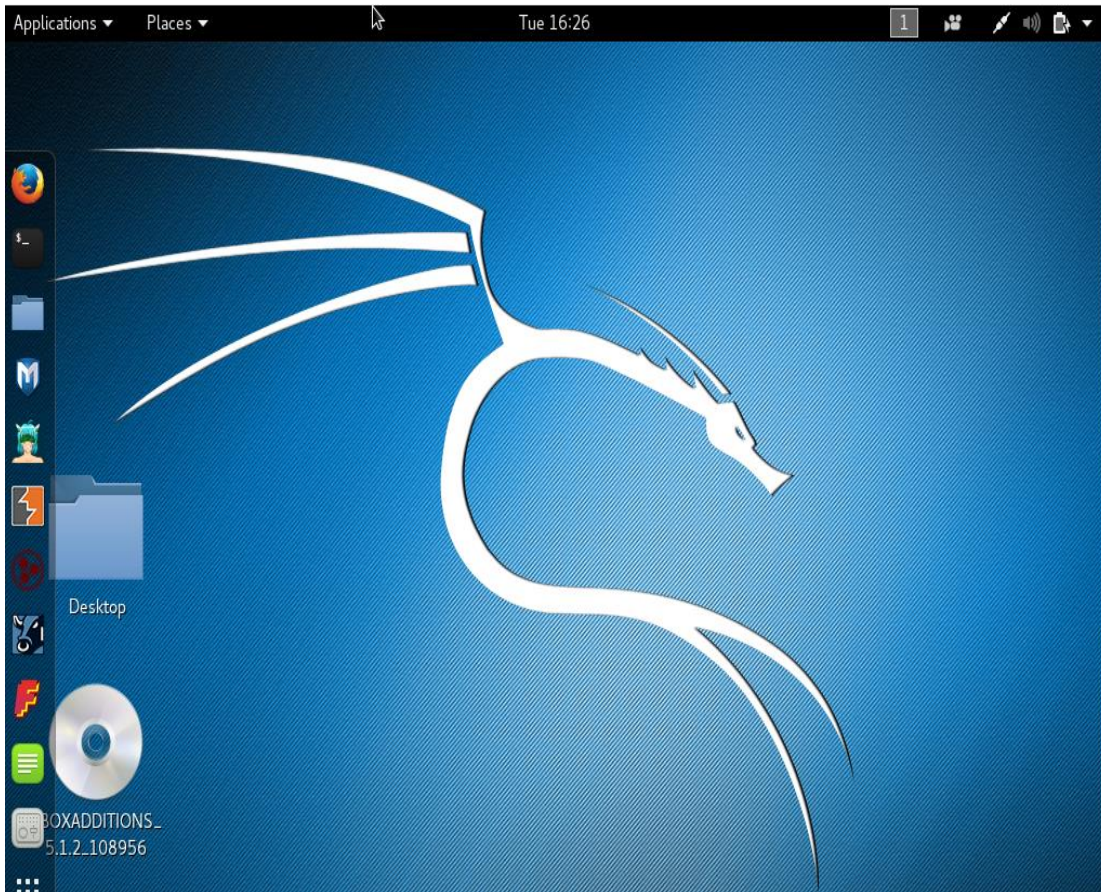 Applications Places Tue 16:26 1
$_
Desktop
BOXADDITIONS_
5.1.2_108956